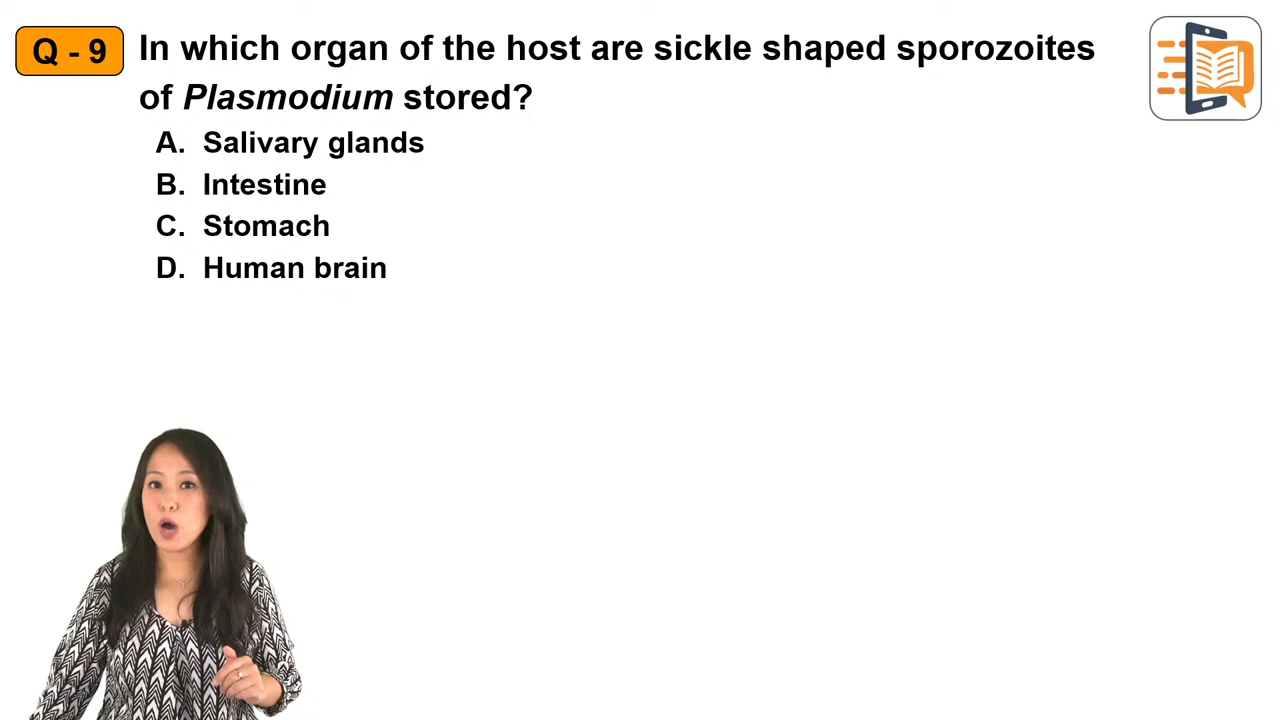 Q - 9
In which organ of the host are sickle shaped sporozoites
of Plasmodium stored?
A. Salivary glands
B. Intestine
C. Stomach
D. Human brain